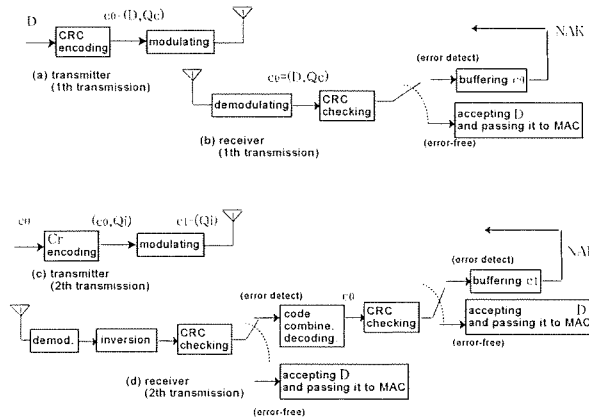 D
CRC
encoding
c0=(D,Qc)
modulating
(a) transmitter
(1th transmission)
demodulating
c0=(D,Qc)
CRC
checking
(b) receiver
(1th transmission)
(error detect)
buffering c0
NAK
accepting D
and passing it to MAC
(error-free)
c0
Cr
encoding
(c0,Qi)
modulating
c1=(Qi)
(c) transmitter
(2th transmission)
demod.
inversion
CRC
checking
(error detect)
code
combine.
decoding.
c0
CRC
checking
(error detect)
buffering c1
NAK
accepting D
and passing it to MAC
(error-free)
(d) receiver
(2th transmission)
accepting D
and passing it to MAC
(error-free)